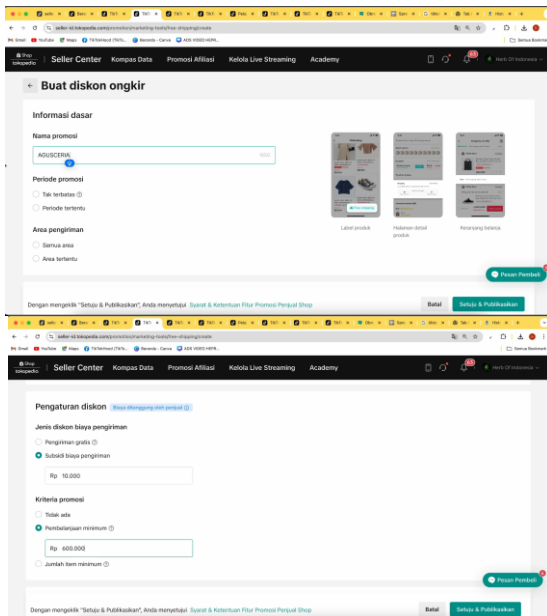 seller-id.tokopedia.com/promotion/marketing-tools/free-shipping/create
Gmail YouTube Maps
Semua Bookmark
Shop tokopedia | Seller Center Kompas Data Promosi Afiliasi Kelola Live Streaming Academy
Herb Of Indonesia
← Buat diskon ongkir
Informasi dasar
Nama promosi
AGUSCERIA
Periode promosi
Tak terbatas
Periode tertentu
Area pengiriman
Semua area
Area tertentu
Label produk
Halaman detail produk
Keranjang belanja
Pesan Pembeli
Dengan mengeklik "Setuju & Publikasikan", Anda menyetujui Syarat & Ketentuan Fitur Promosi Penjual Shop
Batal Setuju & Publikasikan
seller-id.tokopedia.com/promotion/marketing-tools/free-shipping/create
Gmail YouTube Maps
Semua Bookmark
Shop tokopedia | Seller Center Kompas Data Promosi Afiliasi Kelola Live Streaming Academy
Herb Of Indonesia
Pengaturan diskon Biaya ditanggung oleh penjual
Jenis diskon biaya pengiriman
Pengiriman gratis
Subsidi biaya pengiriman
Rp 10.000
Kriteria promosi
Tidak ada
Pembelanjaan minimum
Rp 600.000
Jumlah item minimum
Pesan Pembeli
Dengan mengeklik "Setuju & Publikasikan", Anda menyetujui Syarat & Ketentuan Fitur Promosi Penjual Shop
Batal Setuju & Publikasikan